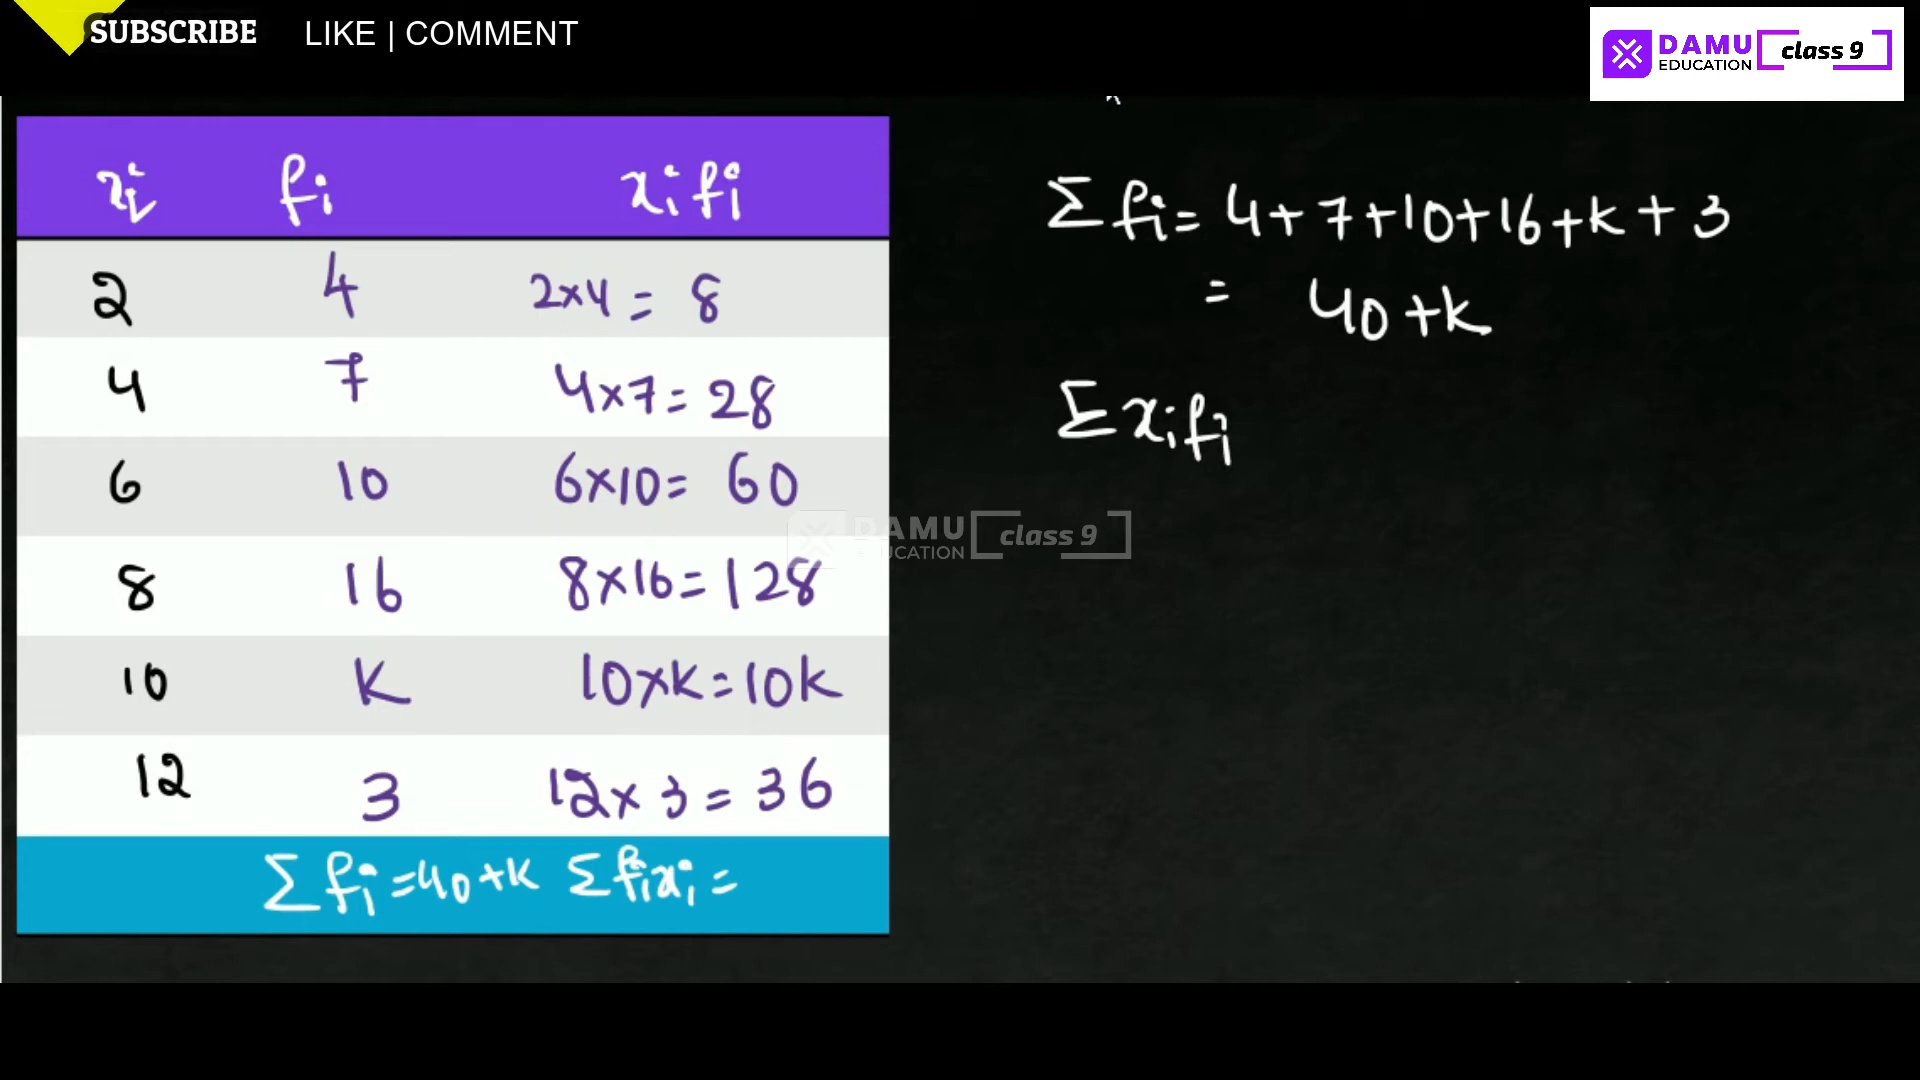 SUBSCRIBE LIKE | COMMENT
DAMU EDUCATION class 9
xi fi xifi
2 4 2×4 = 8
4 7 4×7 = 28
6 10 6×10 = 60
8 16 8×16 = 128
10 K 10×K = 10K
12 3 12×3 = 36
Σfi = 40+K Σfixi =
Σfi = 4+7+10+16+K+3
= 40+K
Σxifi
DAMU EDUCATION class 9